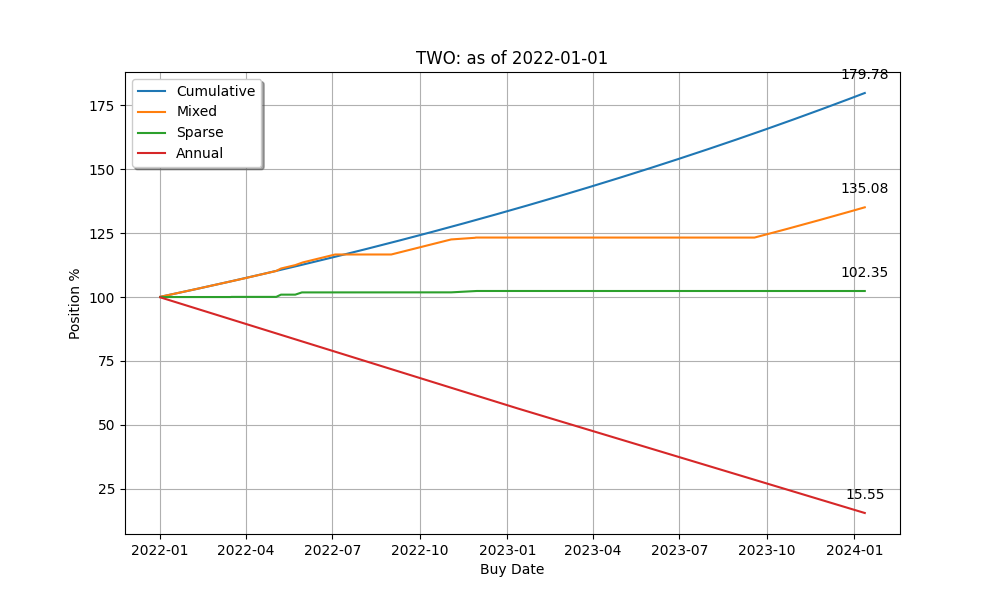 TWO: as of 2022-01-01
179.78
Cumulative
Mixed
Sparse
Annual
175
150
125
100
75
50
25
135.08
102.35
15.55
Position %
2022-01 2022-04 2022-07 2022-10 2023-01 2023-04 2023-07 2023-10 2024-01
Buy Date